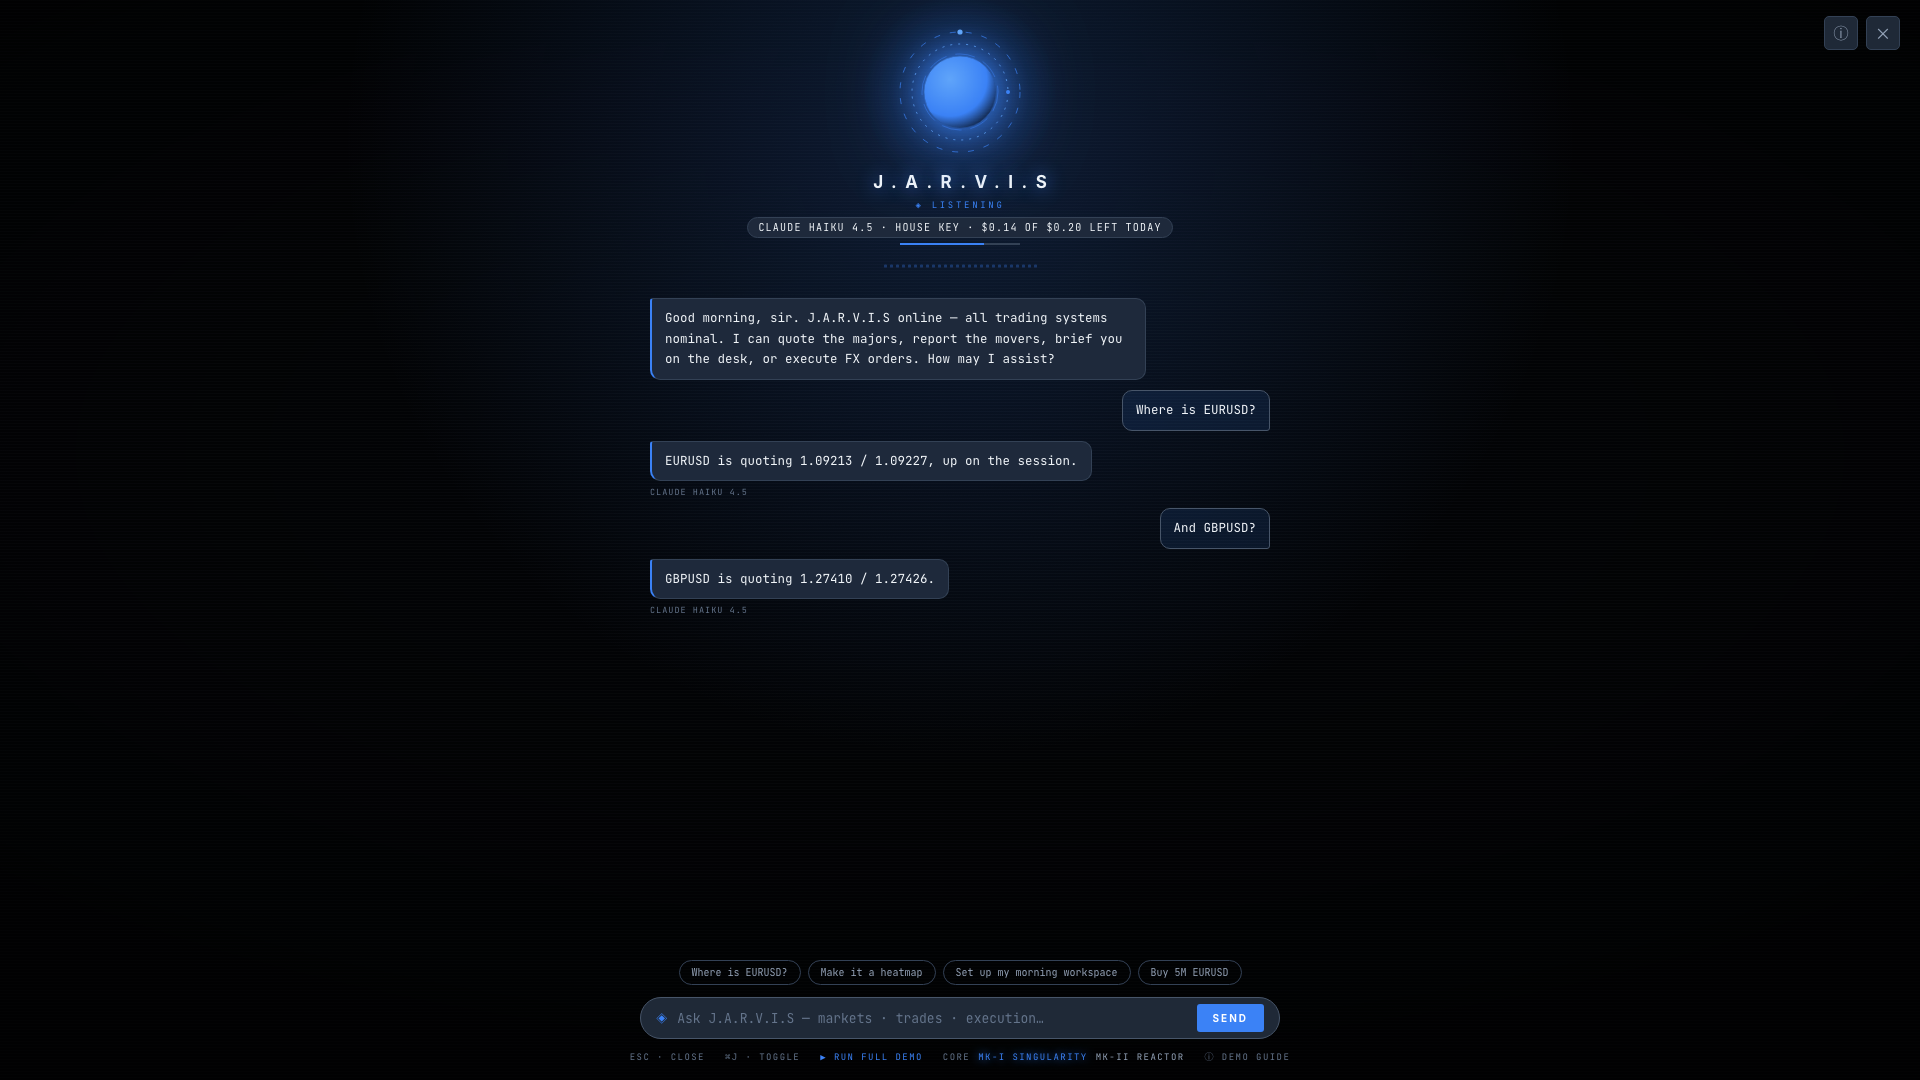 ⓘ ×
J.A.R.V.I.S
◈ LISTENING
CLAUDE HAIKU 4.5 · HOUSE KEY · $0.14 OF $0.20 LEFT TODAY
Good morning, sir. J.A.R.V.I.S online — all trading systems
nominal. I can quote the majors, report the movers, brief you
on the desk, or execute FX orders. How may I assist?
Where is EURUSD?
EURUSD is quoting 1.09213 / 1.09227, up on the session.
CLAUDE HAIKU 4.5
And GBPUSD?
GBPUSD is quoting 1.27410 / 1.27426.
CLAUDE HAIKU 4.5
Where is EURUSD? Make it a heatmap Set up my morning workspace Buy 5M EURUSD
◈ Ask J.A.R.V.I.S — markets · trades · execution… SEND
ESC · CLOSE ⌘J · TOGGLE ▶ RUN FULL DEMO CORE MK-I SINGULARITY MK-II REACTOR ⓘ DEMO GUIDE